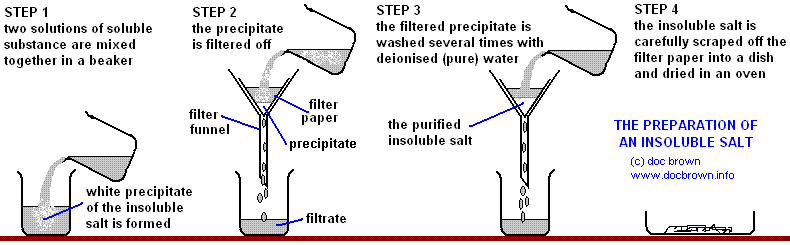 STEP 1
two solutions of soluble
substance are mixed
together in a beaker
white precipitate
of the insoluble
salt is formed
STEP 2
the precipitate
is filtered off
filter
funnel
filter
paper
precipitate
filtrate
STEP 3
the filtered precipitate is
washed several times with
deionised (pure) water
the purified
insoluble salt
STEP 4
the insoluble salt is
carefully scraped off the
filter paper into a dish
and dried in an oven
THE PREPARATION OF
AN INSOLUBLE SALT
(c) doc brown
www.docbrown.info